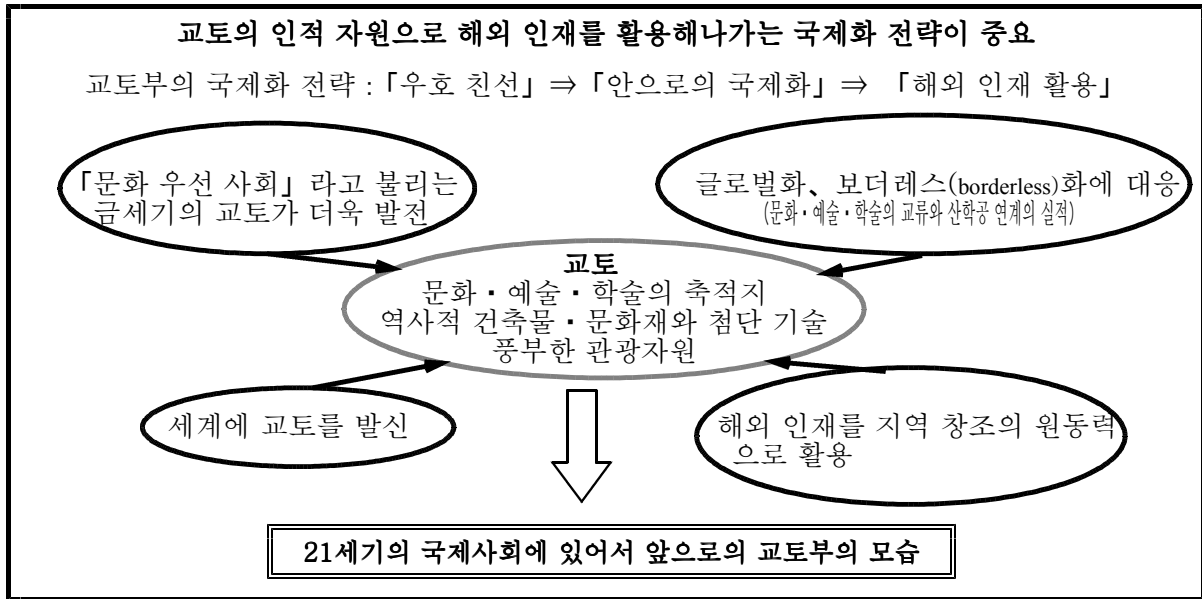 교토의 인적 자원으로 해외 인재를 활용해나가는 국제화 전략이 중요
교토부의 국제화 전략 : 「우호 친선」 ⇒ 「안으로의 국제화」 ⇒ 「해외 인재 활용」
「문화 우선 사회」 라고 불리는
금세기의 교토가 더욱 발전
글로벌화、보더레스(borderless)화에 대응
(문화・예술・학술의 교류와 산학공 연계의 실적)
교토
문화・예술・학술의 축적지
역사적 건축물・문화재와 첨단 기술
풍부한 관광자원
세계에 교토를 발신
해외 인재를 지역 창조의 원동력
으로 활용
21세기의 국제사회에 있어서 앞으로의 교토부의 모습